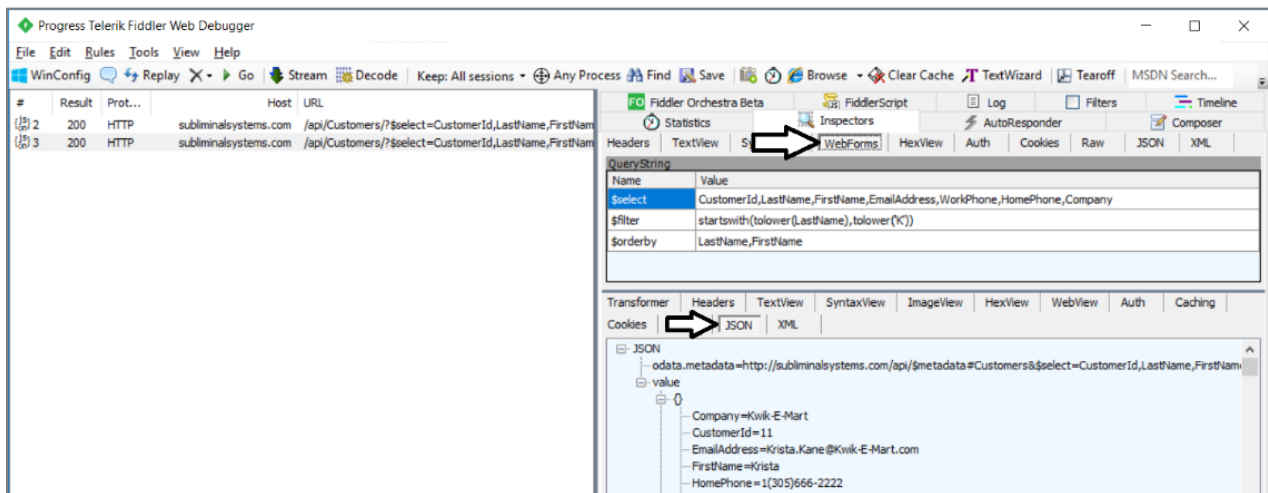 Progress Telerik Fiddler Web Debugger
File Edit Rules Tools View Help
WinConfig Replay Go Stream Decode Keep: All sessions Any Process Find Save Browse Clear Cache TextWizard Tearoff MSDN Search...
# Result Prot... Host URL
2 200 HTTP subliminalsystems.com /api/Customers/?$select=CustomerId,LastName,FirstNam
3 200 HTTP subliminalsystems.com /api/Customers/?$select=CustomerId,LastName,FirstNam
FO Fiddler Orchestra Beta FiddlerScript Log Filters Timeline
Statistics Inspectors AutoResponder Composer
Headers TextView WebForms HexView Auth Cookies Raw JSON XML
QueryString
Name Value
$select CustomerId,LastName,FirstName,EmailAddress,WorkPhone,HomePhone,Company
$filter startswith(tolower(LastName),tolower('K'))
$orderby LastName,FirstName
Transformer Headers TextView SyntaxView ImageView HexView WebView Auth Caching
Cookies JSON XML
JSON
odata.metadata=http://subliminalsystems.com/api/$metadata#Customers&$select=CustomerId,LastName,FirstName
value
{}
Company=Kwik-E-Mart
CustomerId=11
EmailAddress=Krista.Kane@Kwik-E-Mart.com
FirstName=Krista
HomePhone=1(305)666-2222